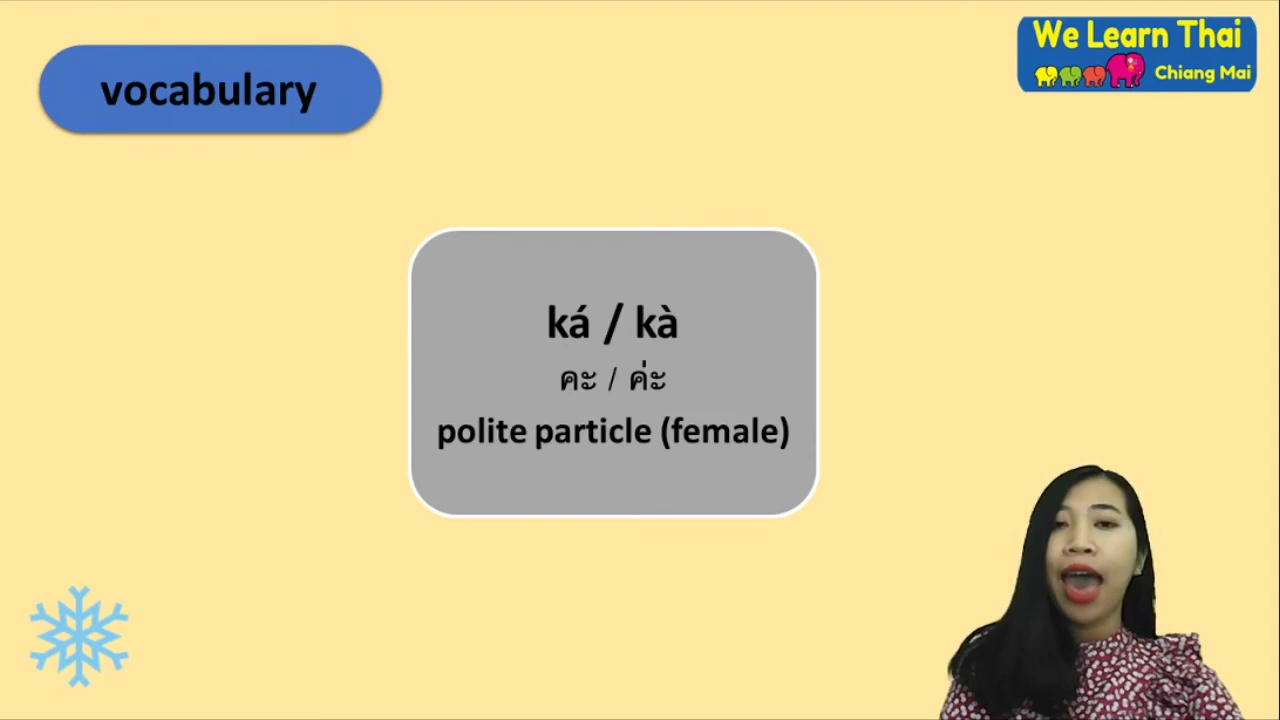 vocabulary
We Learn Thai
Chiang Mai
ká / kà
คะ / ค่ะ
polite particle (female)